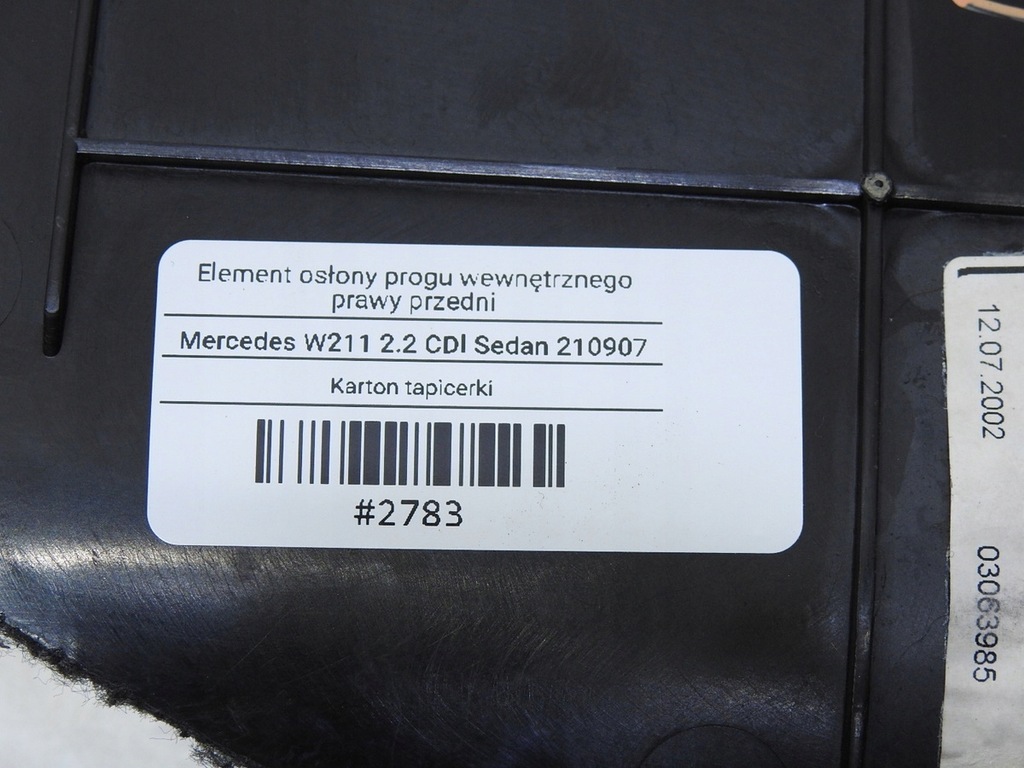 Element osłony progu wewnętrznego
prawy przedni
Mercedes W211 2.2 CDI Sedan 210907
Karton tapicerki
#2783
12.07.2002
03063985